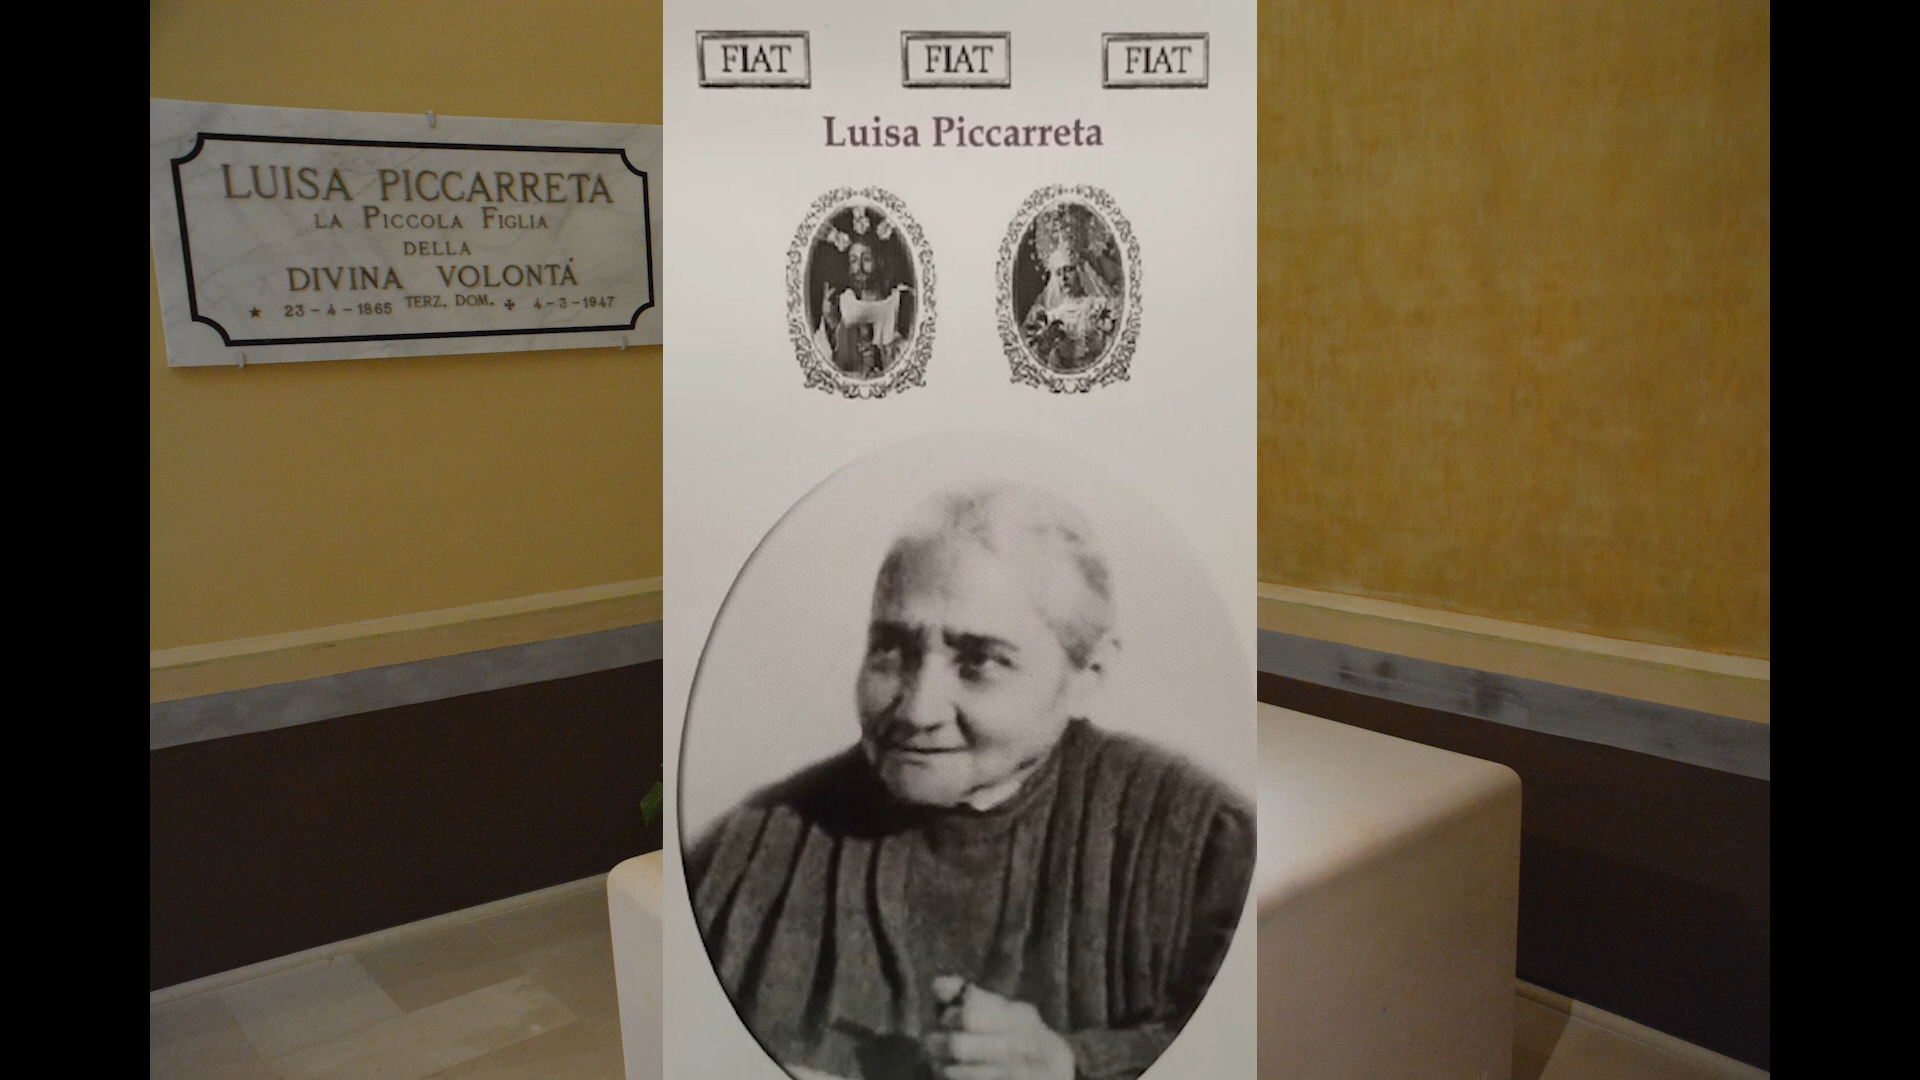 LUISA PICCARRETA
LA PICCOLA FIGLIA
DELLA
DIVINA VOLONTÁ
★ 23-4-1865 TERZ. DOM. ✠ 4-3-1947
FIAT FIAT FIAT
Luisa Piccarreta